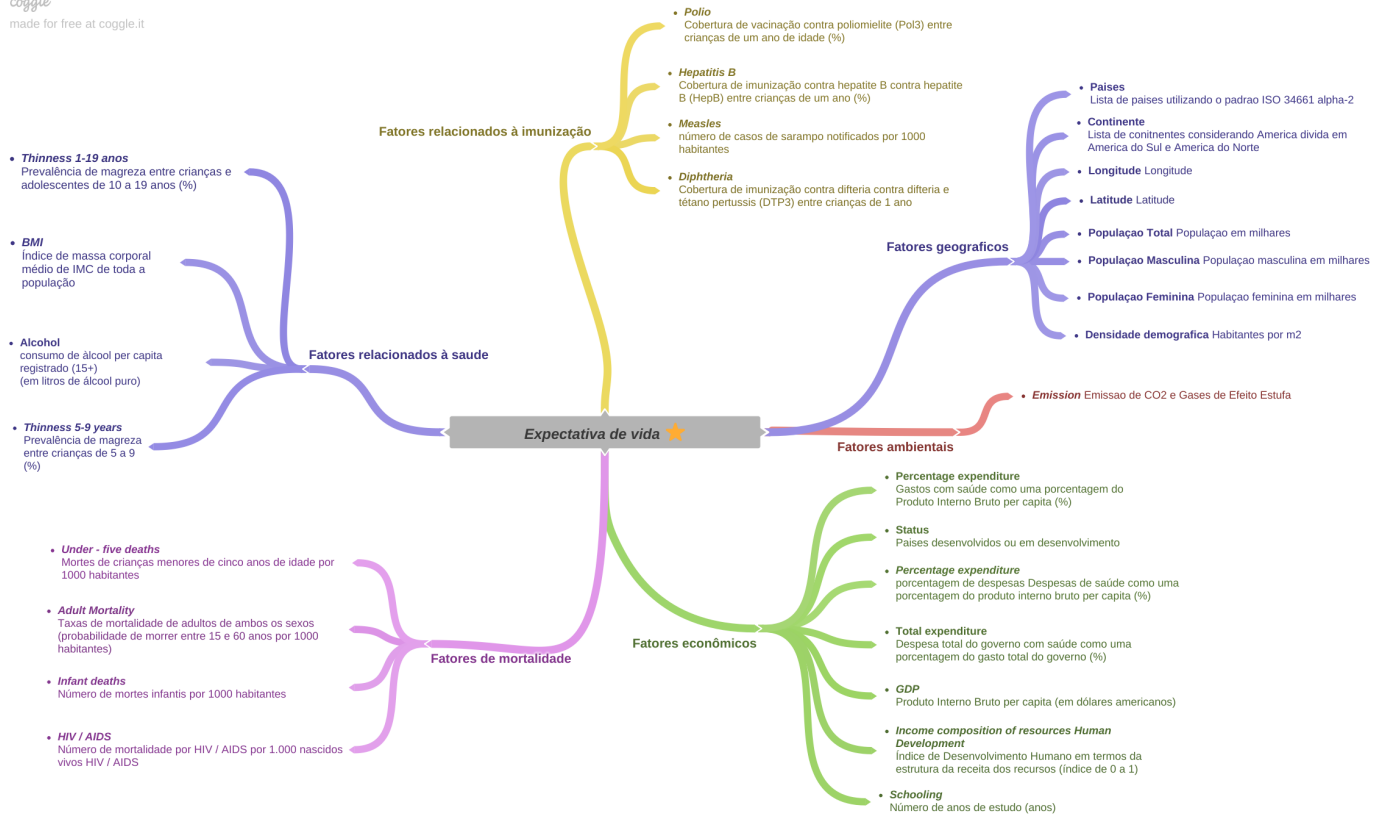 coggle
made for free at coggle.it
Polio
Cobertura de vacinação contra poliomielite (Pol3) entre
crianças de um ano de idade (%)
Hepatitis B
Cobertura de imunização contra hepatite B contra hepatite
B (HepB) entre crianças de um ano (%)
Fatores relacionados à imunização
Measles
número de casos de sarampo notificados por 1000
habitantes
Diphtheria
Cobertura de imunização contra difteria contra difteria e
tétano pertussis (DTP3) entre crianças de 1 ano
Paises
Lista de paises utilizando o padrao ISO 34661 alpha-2
Continente
Lista de conitnentes considerando America divida em
America do Sul e America do Norte
Longitude Longitude
Latitude Latitude
Fatores geograficos
Populaçao Total Populaçao em milhares
Populaçao Masculina Populaçao masculina em milhares
Populaçao Feminina Populaçao feminina em milhares
Densidade demografica Habitantes por m2
Thinness 1-19 anos
Prevalência de magreza entre crianças e
adolescentes de 10 a 19 anos (%)
BMI
Índice de massa corporal
médio de IMC de toda a
população
Alcohol
consumo de àlcool per capita
registrado (15+)
(em litros de álcool puro)
Fatores relacionados à saude
Thinness 5-9 years
Prevalência de magreza
entre crianças de 5 a 9
(%)
Expectativa de vida
Emission Emissao de CO2 e Gases de Efeito Estufa
Fatores ambientais
Percentage expenditure
Gastos com saúde como uma porcentagem do
Produto Interno Bruto per capita (%)
Status
Paises desenvolvidos ou em desenvolvimento
Percentage expenditure
porcentagem de despesas Despesas de saúde como uma
porcentagem do produto interno bruto per capita (%)
Fatores econômicos
Total expenditure
Despesa total do governo com saúde como uma
porcentagem do gasto total do governo (%)
GDP
Produto Interno Bruto per capita (em dólares americanos)
Income composition of resources Human
Development
Índice de Desenvolvimento Humano em termos da
estrutura da receita dos recursos (índice de 0 a 1)
Schooling
Número de anos de estudo (anos)
Under - five deaths
Mortes de crianças menores de cinco anos de idade por
1000 habitantes
Adult Mortality
Taxas de mortalidade de adultos de ambos os sexos
(probabilidade de morrer entre 15 e 60 anos por 1000
habitantes)
Fatores de mortalidade
Infant deaths
Número de mortes infantis por 1000 habitantes
HIV / AIDS
Número de mortalidade por HIV / AIDS por 1.000 nascidos
vivos HIV / AIDS